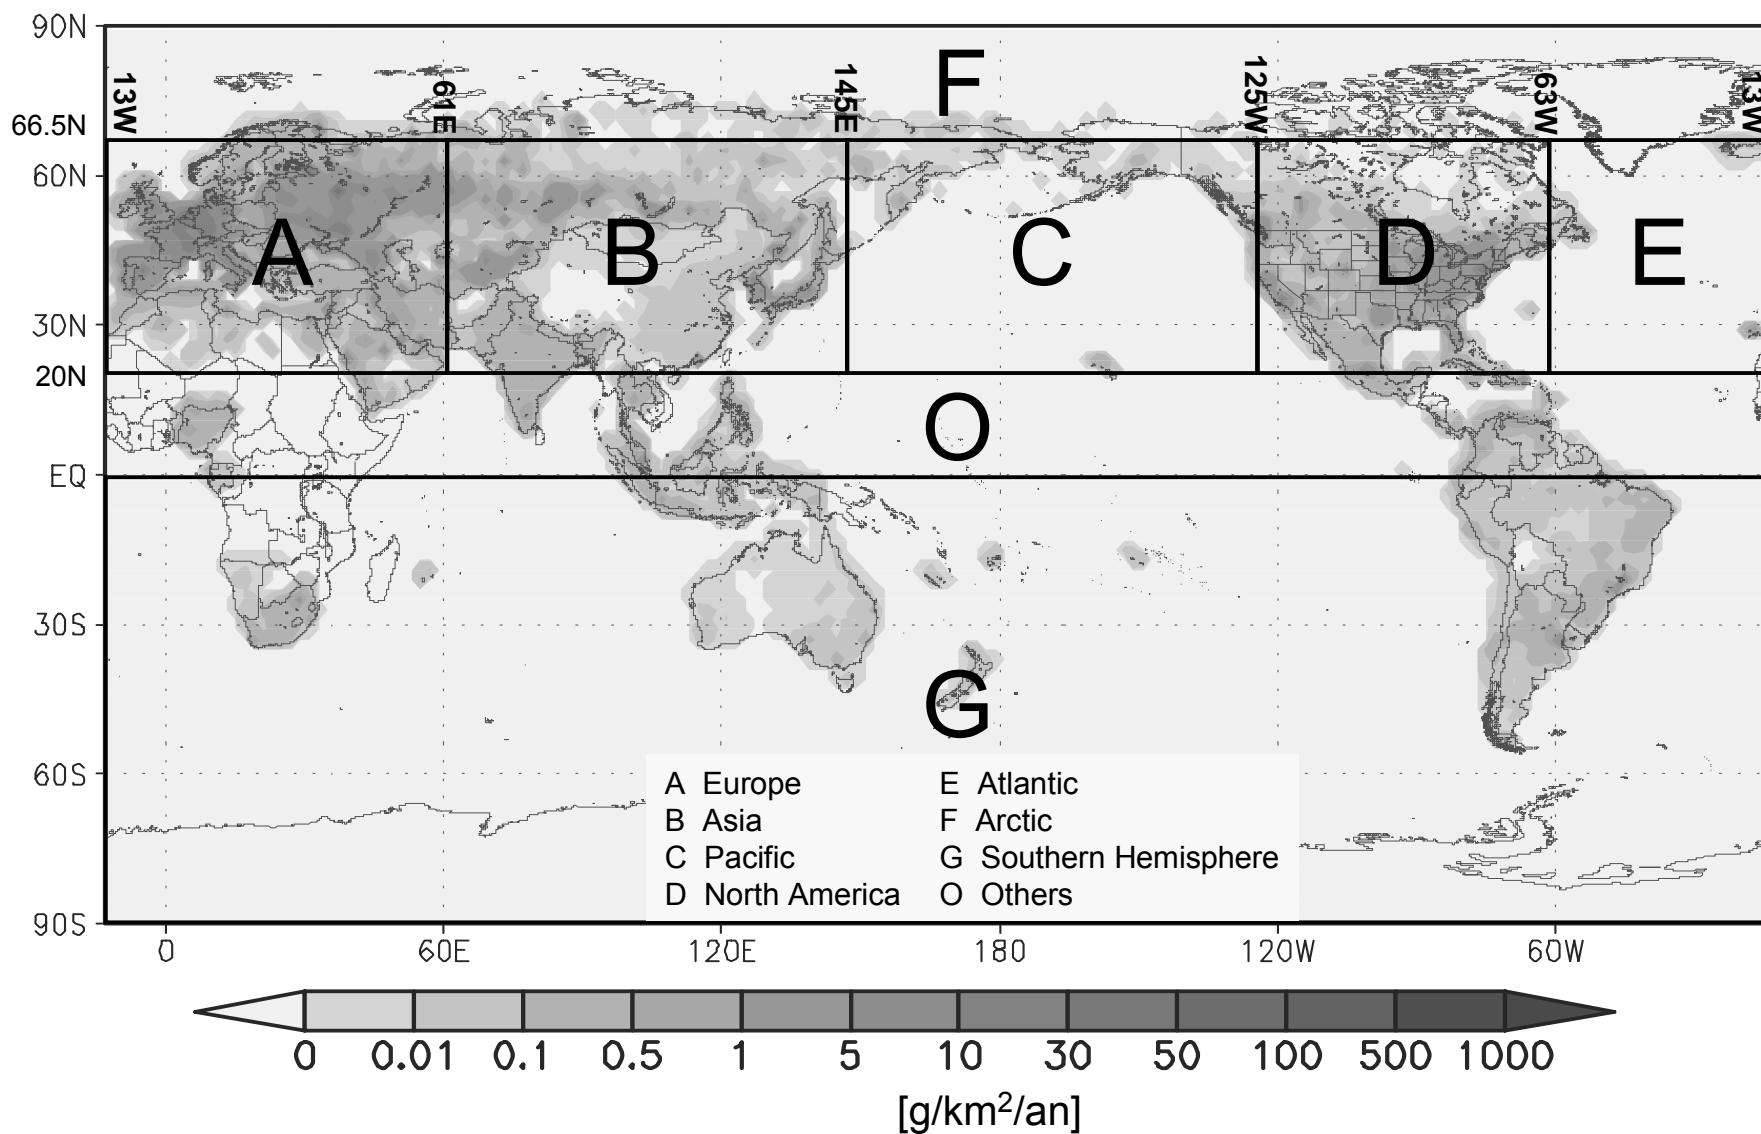 90N
13W
61E
145E
F
125W
63W
13W
66.5N
60N
A
B
C
D
E
30N
20N
O
EQ
30S
G
60S
A Europe
E Atlantic
B Asia
F Arctic
C Pacific
G Southern Hemisphere
D North America
O Others
90S
0 60E 120E 180 120W 60W
0 0.01 0.1 0.5 1 5 10 30 50 100 500 1000
[g/km²/an]